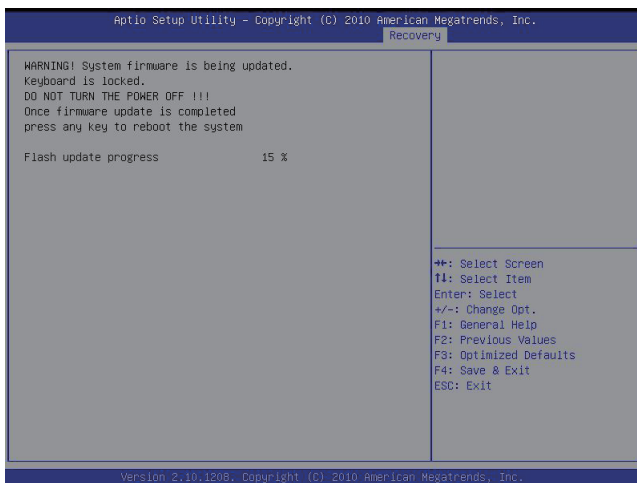 Aptio Setup Utility – Copyright (C) 2010 American Megatrends, Inc.
Recovery
WARNING! System firmware is being updated.
Keyboard is locked.
DO NOT TURN THE POWER OFF !!!
Once firmware update is completed
press any key to reboot the system
Flash update progress 15 %
→←: Select Screen
↑↓: Select Item
Enter: Select
+/-: Change Opt.
F1: General Help
F2: Previous Values
F3: Optimized Defaults
F4: Save & Exit
ESC: Exit
Version 2.10.1208. Copyright (C) 2010 American Megatrends, Inc.